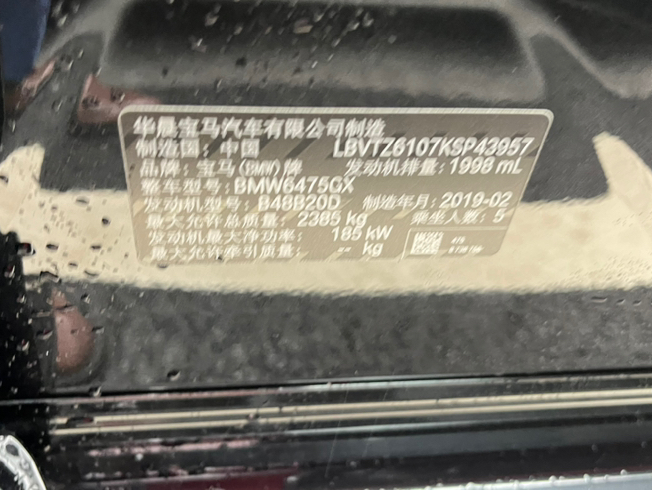 华晨宝马汽车有限公司制造
制造国：中国 LBVTZ6107KSP43957
品牌：宝马(BMW)牌 发动机排量：1998 mL
整车型号：BMW6475GX
发动机型号：B48B20D 制造年月：2019-02
最大允许总质量：2385 kg 乘坐人数：5
发动机最大净功率：185 kW
最大允许牵引质量： -- kg